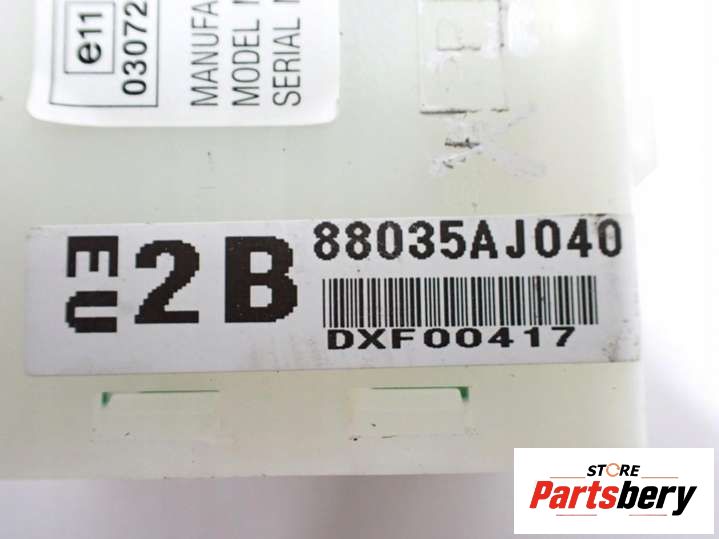 e11
03072
MANUFA
MODEL N
SERIAL N
EU
2B
88035AJ040
DXF00417
STORE
Partsbery